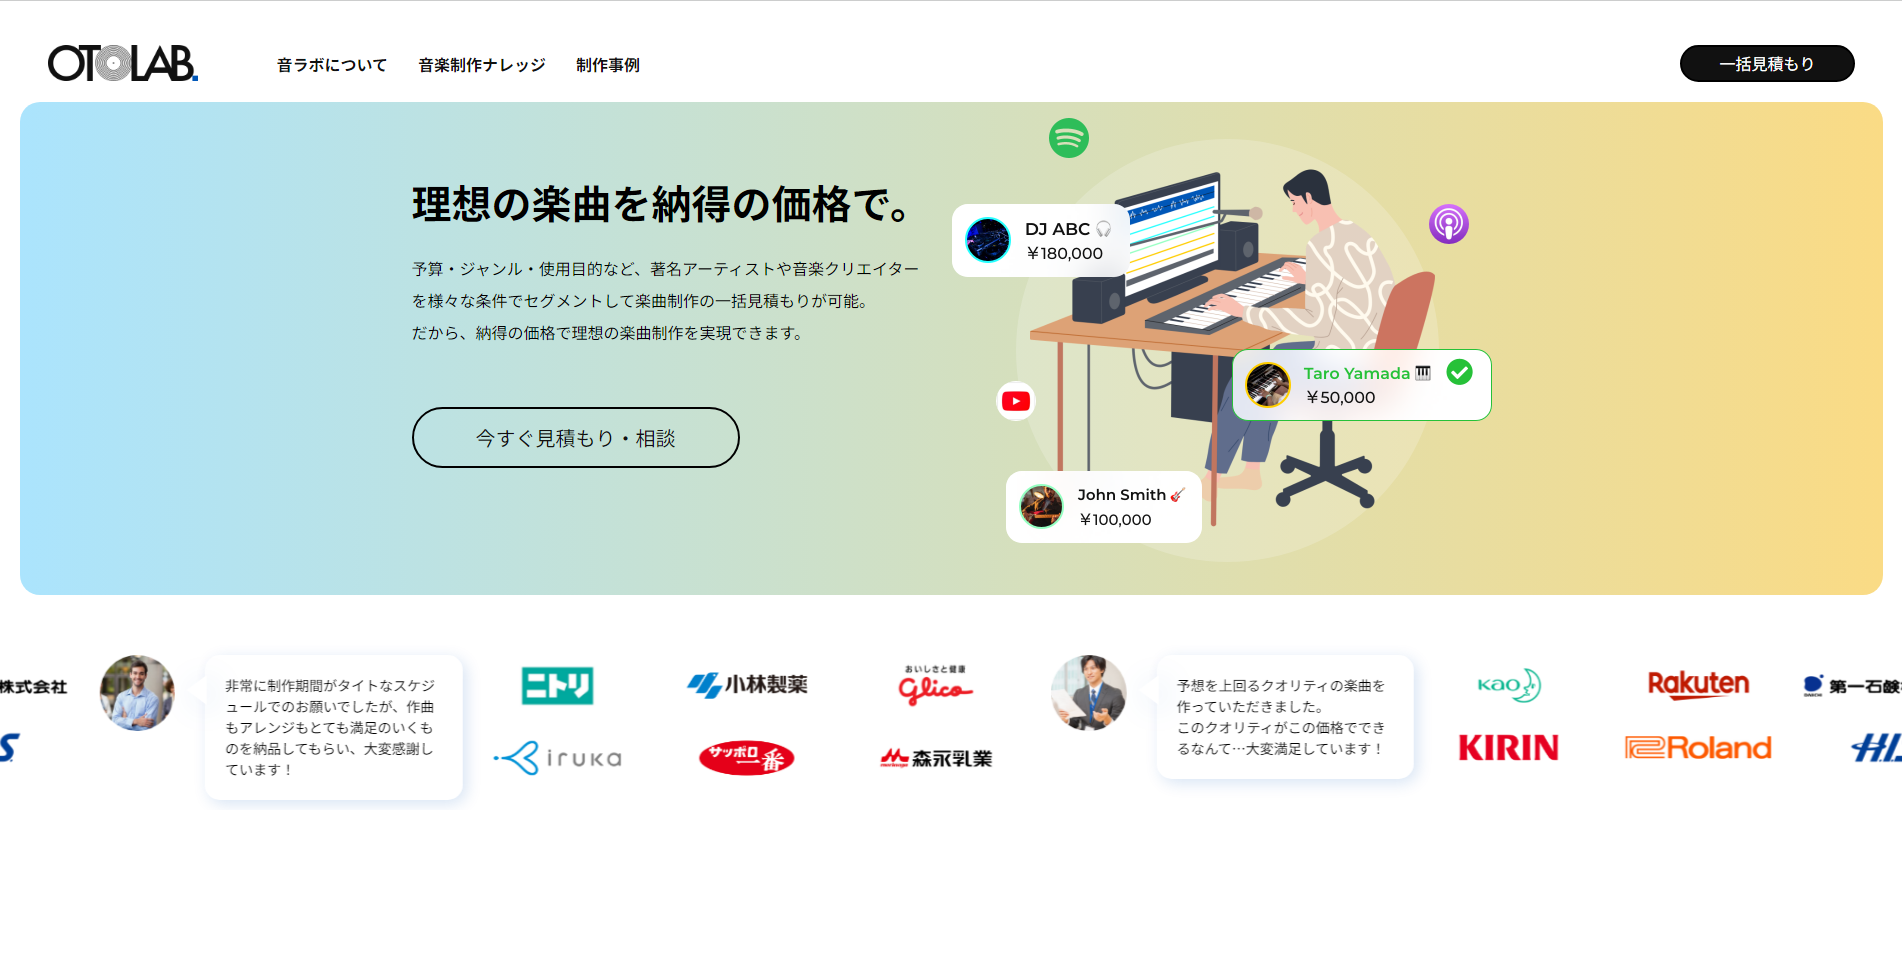 OTOLAB.
音ラボについて
音楽制作ナレッジ
制作事例
一括見積もり
理想の楽曲を納得の価格で。
予算・ジャンル・使用目的など、著名アーティストや音楽クリエイター
を様々な条件でセグメントして楽曲制作の一括見積もりが可能。
だから、納得の価格で理想の楽曲制作を実現できます。
今すぐ見積もり・相談
DJ ABC
￥180,000
Taro Yamada
￥50,000
John Smith
￥100,000
株式会社
S
非常に制作期間がタイトなスケジ
ュールでのお願いでしたが、作曲
もアレンジもとても満足のいくも
のを納品してもらい、大変感謝し
ています！
ニトリ
小林製薬
おいしさと健康
Glico
iruka
サッポロ
一番
morinaga
森永乳業
予想を上回るクオリティの楽曲を
作っていただきました。
このクオリティがこの価格ででき
るなんて…大変満足しています！
kao
Rakuten
第一石鹸
KIRIN
Roland
H.I.